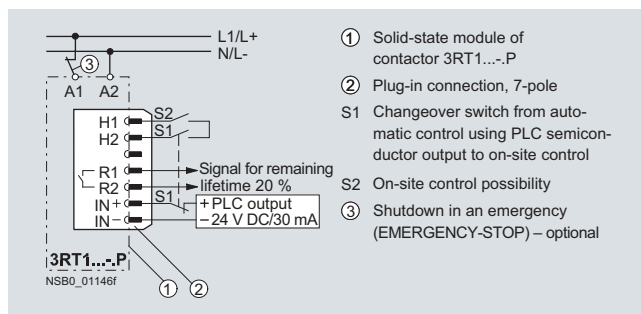 L1/L+
N/L-
③
A1 A2
H1 S2
H2 S1
R1 Signal for remaining
R2 lifetime 20 %
IN+ S1 + PLC output
IN− − 24 V DC/30 mA
3RT1...-.P
NSB0_01146f
① ②
① Solid-state module of
contactor 3RT1...-.P
② Plug-in connection, 7-pole
S1 Changeover switch from auto-
matic control using PLC semicon-
ductor output to on-site control
S2 On-site control possibility
③ Shutdown in an emergency
(EMERGENCY-STOP) – optional